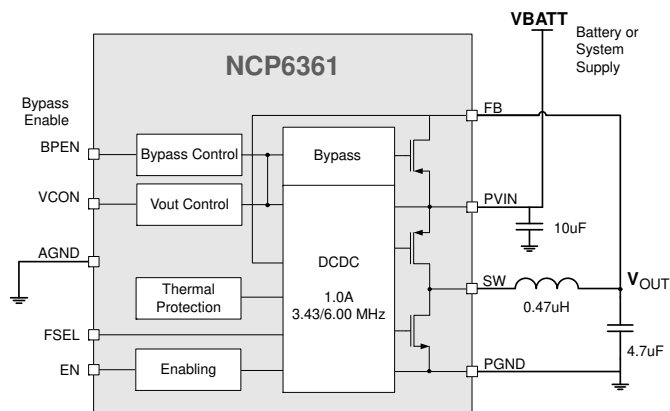 VBATT
Battery or
System
Supply
NCP6361
Bypass
Enable
FB
BPEN
Bypass Control
Bypass
VCON
Vout Control
PVIN
10uF
AGND
DCDC
1.0A
3.43/6.00 MHz
Thermal
Protection
SW
VOUT
0.47uH
FSEL
4.7uF
EN
Enabling
PGND